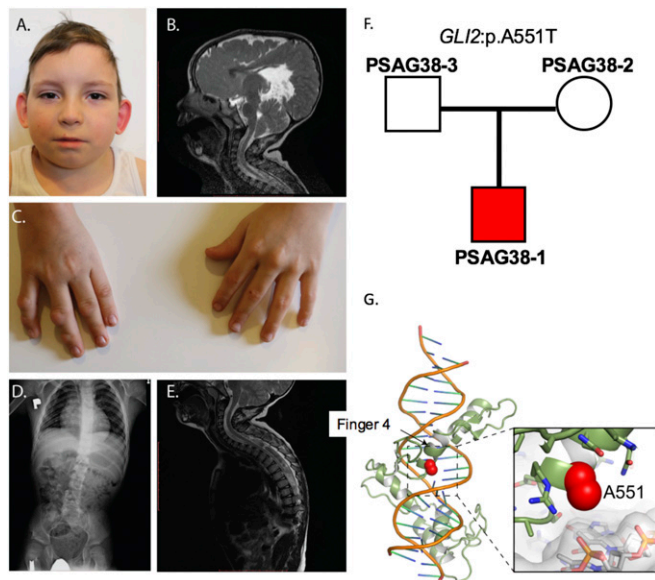 A.
B.
F.
GLI2:p.A551T
PSAG38-3
PSAG38-2
C.
PSAG38-1
G.
D.
E.
P
Finger 4
A551